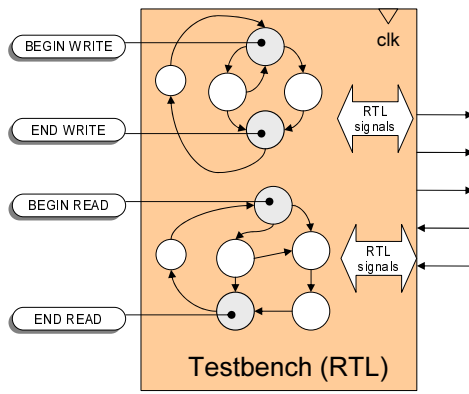 BEGIN WRITE
clk
END WRITE
RTL
signals
BEGIN READ
RTL
signals
END READ
Testbench (RTL)